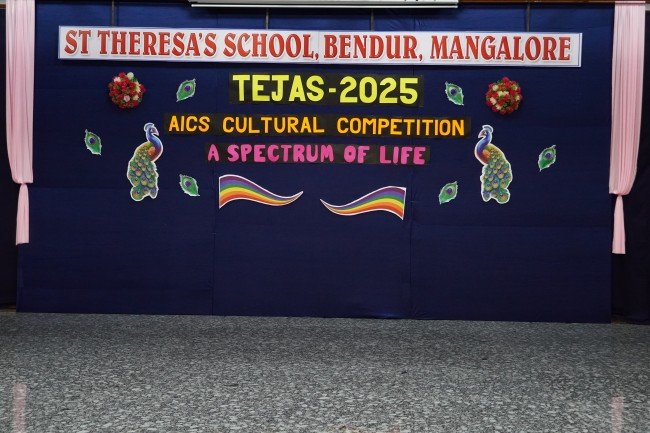 ST THERESA'S SCHOOL, BENDUR, MANGALORE
TEJAS-2025
AICS CULTURAL COMPETITION
A SPECTRUM OF LIFE